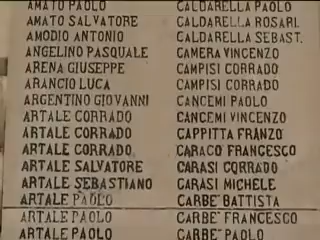 AMATO PAOLO
AMATO SALVATORE
AMODIO ANTONIO
ANGELINO PASQUALE
ARENA GIUSEPPE
ARANCIO LUCA
ARGENTINO GIOVANNI
ARTALE CORRADO
ARTALE CORRADO
ARTALE CORRADO
ARTALE SALVATORE
ARTALE SEBASTIANO
ARTALE PAOLO
ARTALE PAOLO
ARTALE PAOLO
CALDARELLA PAOLO
CALDARELLA ROSARI.
CALDARELLA SEBAST.
CAMERA VINCENZO
CAMPISI CORRADO
CAMPISI CORRADO
CANCEMI PAOLO
CANCEMI VINCENZO
CAPPITTA FRANZO
CARACO FRANCESCO
CARASI CORRADO
CARASI MICHELE
CARBE' BATTISTA
CARBE' FRANCESCO
CARBE' PAOLO